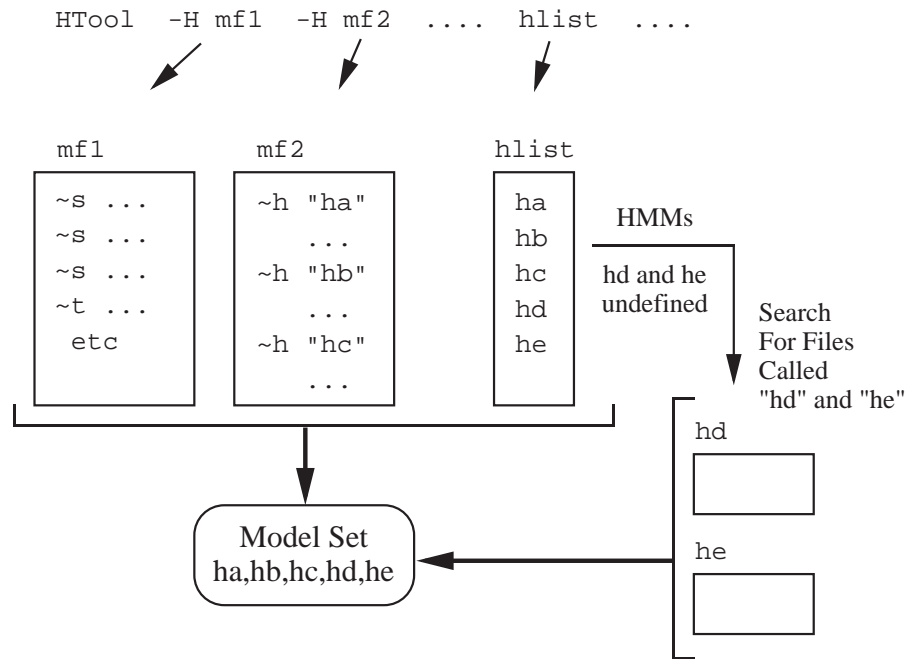 HTool -H mf1 -H mf2 .... hlist ....
mf1
~s ...
~s ...
~s ...
~t ...
etc
mf2
~h "ha"
...
~h "hb"
...
~h "hc"
...
hlist
ha
hb
hc
hd
he
HMMs
hd and he
undefined
Search
For Files
Called
"hd" and "he"
hd
he
Model Set
ha,hb,hc,hd,he